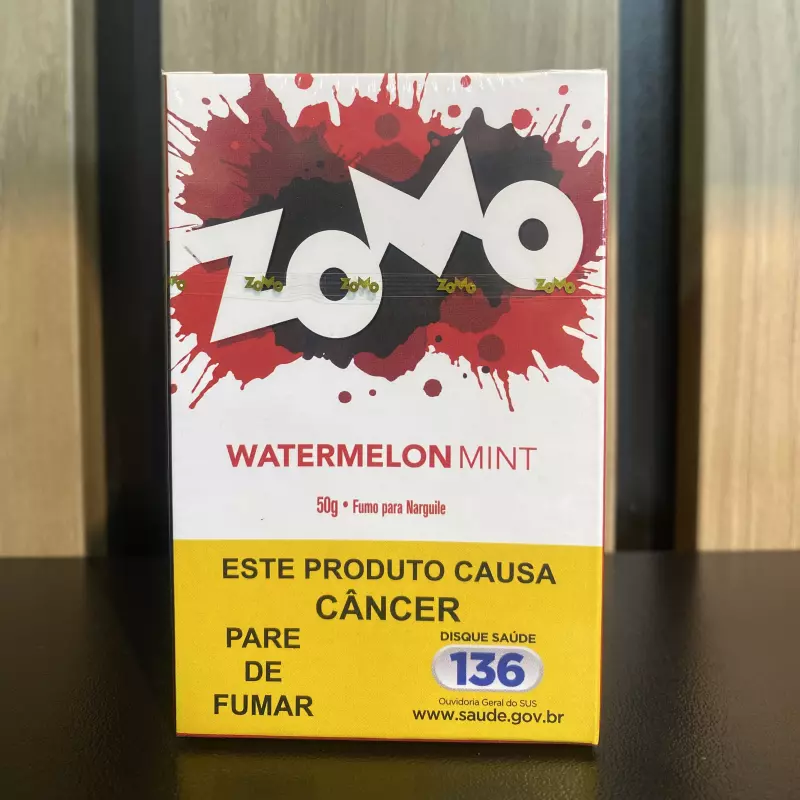 ZOMO
ZOMO ZOMO ZOMO ZOMO
WATERMELON MINT
50g • Fumo para Narguile
ESTE PRODUTO CAUSA
CÂNCER
PARE
DE
FUMAR
DISQUE SAÚDE
136
Ouvidoria Geral do SUS
www.saude.gov.br